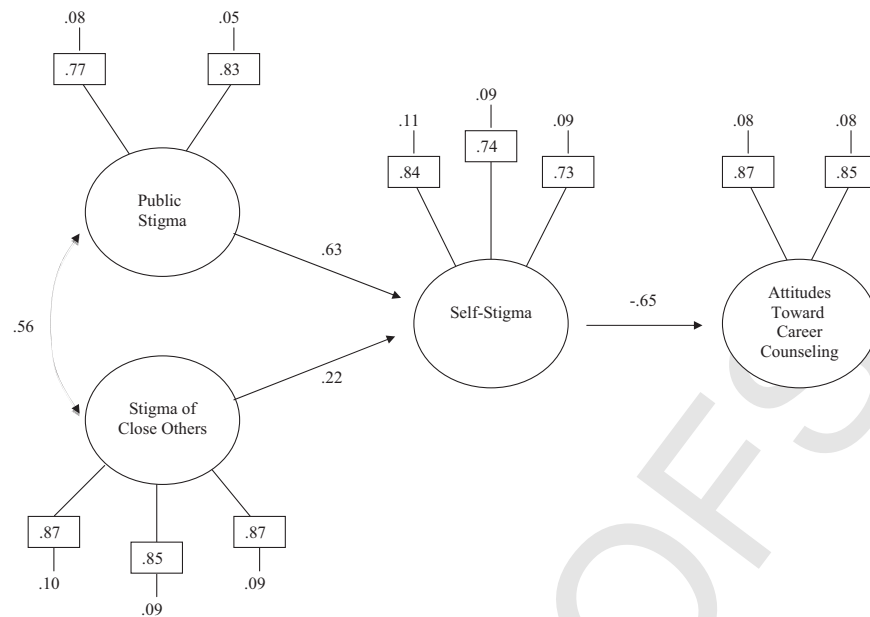 .08
.05
.77
.83
Public
Stigma
.11
.09
.09
.84
.74
.73
.08
.08
.87
.85
.63
.56
Self-Stigma
-.65
Attitudes
Toward
Career
Counseling
.22
Stigma of
Close Others
.87
.85
.87
.10
.09
.09
OFS